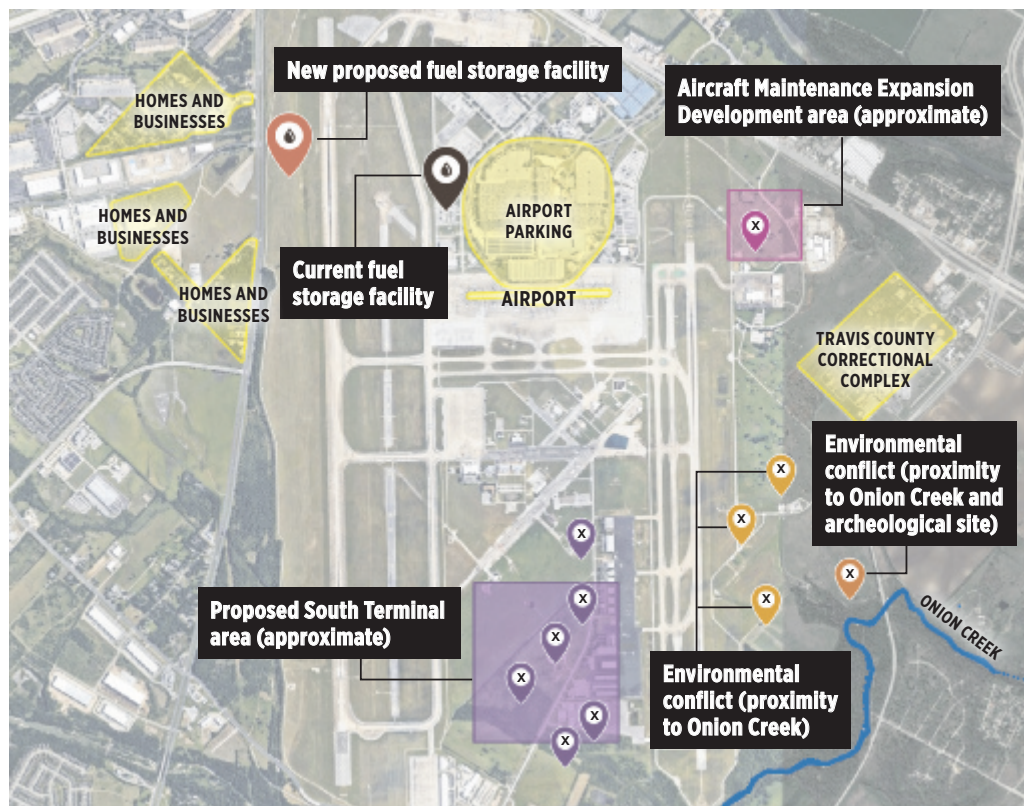 New proposed fuel storage facility
Aircraft Maintenance Expansion
Development area (approximate)
HOMES AND
BUSINESSES
X
AIRPORT
PARKING
HOMES AND
BUSINESSES
Current fuel
storage facility
HOMES AND
BUSINESSES
AIRPORT
TRAVIS COUNTY
CORRECTIONAL
COMPLEX
Environmental
conflict (proximity
to Onion Creek and
archeological site)
X
X
X
X
X
X
Proposed South Terminal
area (approximate)
ONION CREEK
X
X
Environmental
conflict (proximity
to Onion Creek)
X
X